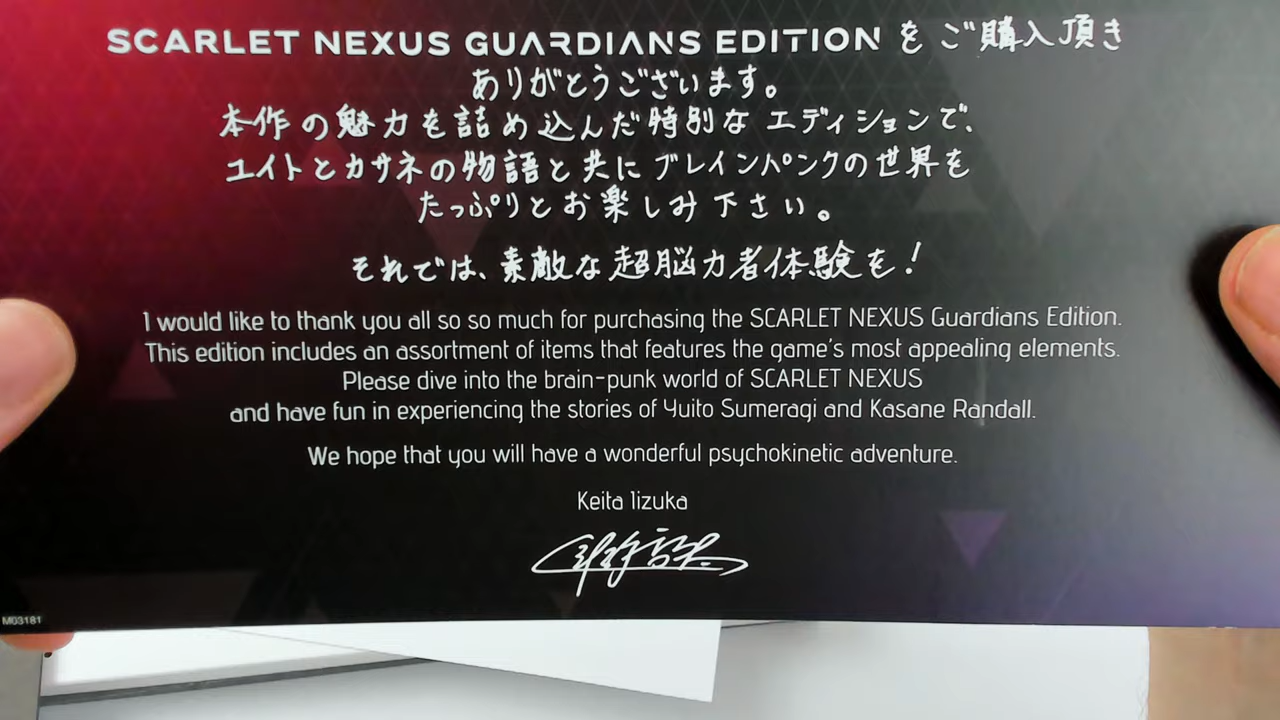 SCARLET NEXUS GUARDIANS EDITION をご購入頂き
ありがとうございます。
本作の魅力を詰め込んだ特別なエディションで、
ユイトとカサネの物語と共にブレインパンクの世界を
たっぷりとお楽しみ下さい。
それでは、素敵な超脳力者体験を!
I would like to thank you all so so much for purchasing the SCARLET NEXUS Guardians Edition.
This edition includes an assortment of items that features the game's most appealing elements.
Please dive into the brain-punk world of SCARLET NEXUS
and have fun in experiencing the stories of Yuito Sumeragi and Kasane Randall.
We hope that you will have a wonderful psychokinetic adventure.
Keita Iizuka
M03181